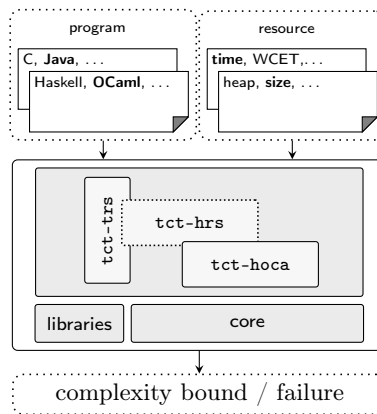 program
C, Java, ...
Haskell, OCaml, ...
resource
time, WCET,...
heap, size, ...
tct-trs
tct-hrs
tct-hoca
libraries
core
complexity bound / failure